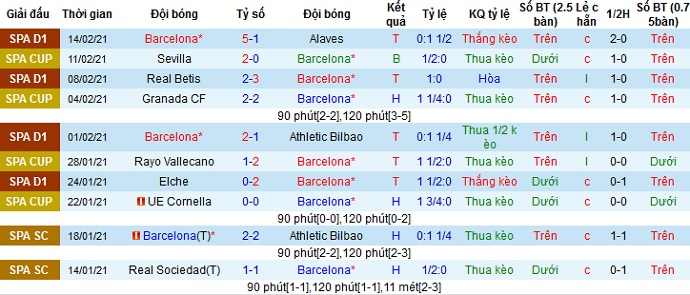 Giải đấu Thời gian Đội bóng Tỷ số Đội bóng Kết quả Tỷ lệ KQ tỷ lệ Số BT (2.5 bàn) Lẻ c hẵn 1/2H Số BT (0.75bàn)
SPA D1 14/02/21 Barcelona* 5-1 Alaves T 0:1 1/2 Thắng kèo Trên c 2-0 Trên
SPA CUP 11/02/21 Sevilla 2-0 Barcelona* B 1/2:0 Thua kèo Dưới c 1-0 Trên
SPA D1 08/02/21 Real Betis 2-3 Barcelona* T 1:0 Hòa Trên l 1-0 Trên
SPA CUP 04/02/21 Granada CF 2-2 Barcelona* H 1 1/4:0 Thua kèo Trên c 1-0 Trên
90 phút[2-2],120 phút[3-5]
SPA D1 01/02/21 Barcelona* 2-1 Athletic Bilbao T 0:1 1/4 Thua 1/2 kèo Trên l 1-0 Trên
SPA CUP 28/01/21 Rayo Vallecano 1-2 Barcelona* T 1 1/2:0 Thua kèo Trên l 0-0 Dưới
SPA D1 24/01/21 Elche 0-2 Barcelona* T 1 1/2:0 Thắng kèo Dưới c 0-1 Trên
SPA CUP 22/01/21 UE Cornella 0-0 Barcelona* H 1 3/4:0 Thua kèo Dưới c 0-0 Dưới
90 phút[0-0],120 phút[0-2]
SPA SC 18/01/21 Barcelona(T)* 2-2 Athletic Bilbao H 0:1 1/4 Thua kèo Trên c 1-1 Trên
90 phút[2-2],120 phút[2-3]
SPA SC 14/01/21 Real Sociedad(T) 1-1 Barcelona* H 1/2:0 Thua kèo Dưới c 0-1 Trên
90 phút[1-1],120 phút[1-1],11 mét[2-3]